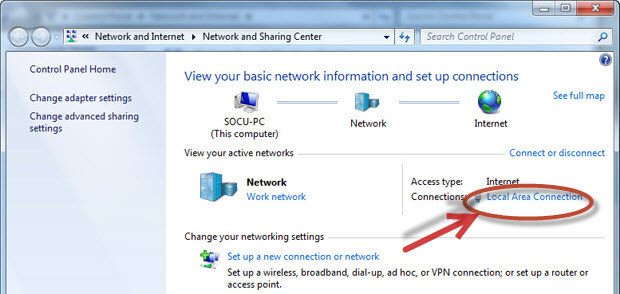 Network and Internet Network and Sharing Center Search Control Panel
Control Panel Home
Change adapter settings
Change advanced sharing
settings
View your basic network information and set up connections
See full map
SOCU-PC
(This computer)
Network
Internet
View your active networks
Connect or disconnect
Network
Work network
Access type: Internet
Connections: Local Area Connection
Change your networking settings
Set up a new connection or network
Set up a wireless, broadband, dial-up, ad hoc, or VPN connection; or set up a router or
access point.